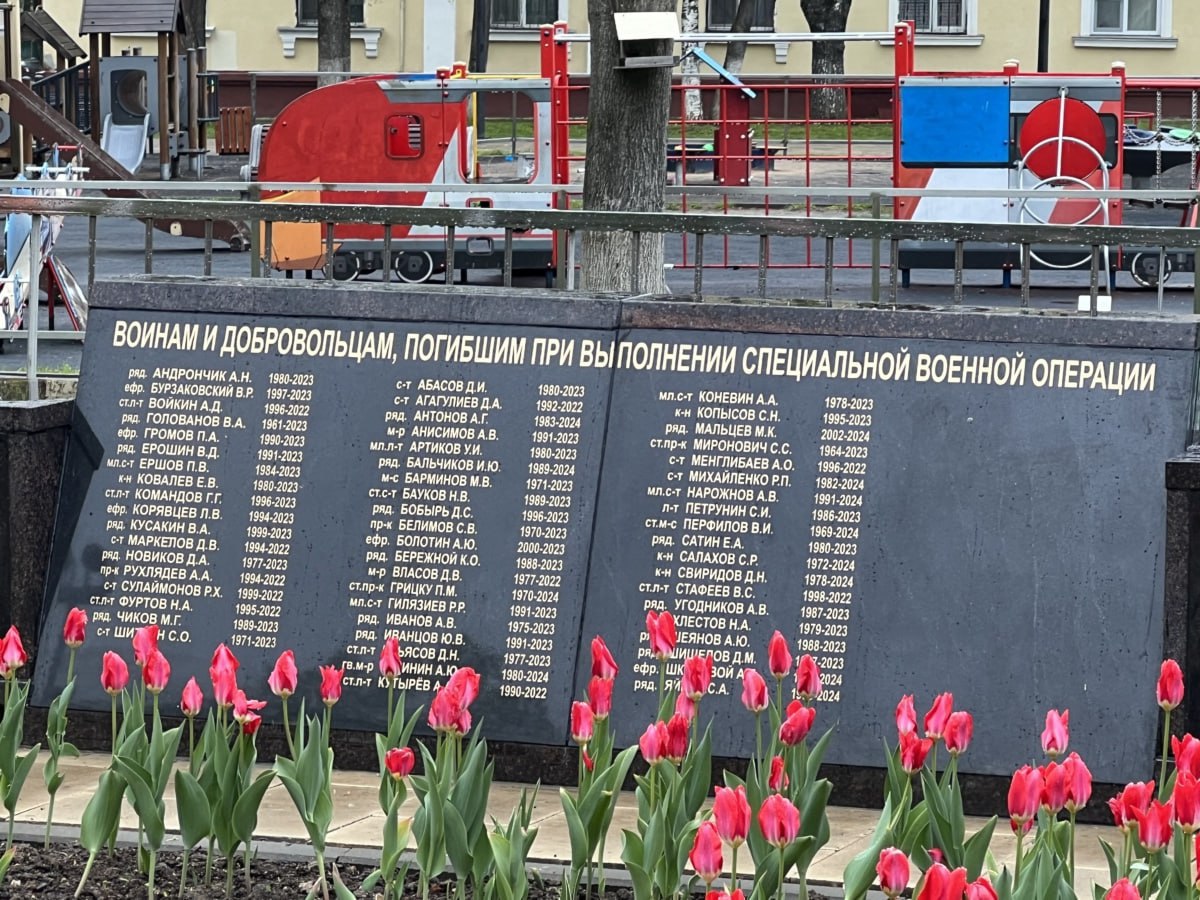 ВОИНАМ И ДОБРОВОЛЬЦАМ, ПОГИБШИМ ПРИ ВЫПОЛНЕНИИ СПЕЦИАЛЬНОЙ ВОЕННОЙ ОПЕРАЦИИ
ряд. АНДРОНЧИК А.Н. 1980-2023
ефр. БУРЗАКОВСКИЙ В.Р. 1997-2023
ст.л-т ВОЙКИН А.Д. 1996-2022
ряд. ГОЛОВАНОВ В.А. 1961-2023
ефр. ГРОМОВ П.А. 1990-2023
ряд. ЕРОШИН В.Д. 1991-2023
мл.с-т ЕРШОВ П.В. 1984-2023
к-н КОВАЛЕВ Е.В. 1980-2023
ст.л-т КОМАНДОВ Г.Г. 1996-2023
ефр. КОРЯВЦЕВ Л.В. 1994-2023
ряд. КУСАКИН В.А. 1999-2023
с-т МАРКЕЛОВ Д.В. 1994-2022
ряд. НОВИКОВ Д.А. 1977-2023
пр-к РУХЛЯДЕВ А.А. 1994-2022
с-т СУЛАЙМОНОВ Р.Х. 1999-2022
ст.л-т ФУРТОВ Н.А. 1995-2022
ряд. ЧИКОВ М.Г. 1989-2023
с-т С.О. 1971-2023
с-т АБАСОВ Д.И. 1980-2023
с-т АГАГУЛИЕВ Д.А. 1992-2022
ряд. АНТОНОВ А.Г. 1983-2024
м-р АНИСИМОВ А.В. 1991-2023
мл.л-т АРТИКОВ У.И. 1980-2023
ряд. БАЛЬЧИКОВ И.Ю. 1989-2024
м-с БАРМИНОВ М.В. 1971-2023
ст.с-т БАУКОВ Н.В. 1989-2023
ряд. БОБЫРЬ Д.С. 1996-2023
пр-к БЕЛИМОВ С.В. 1970-2023
ефр. БОЛОТИН А.Ю. 2000-2023
ряд. БЕРЕЖНОЙ К.О. 1988-2023
м-р ВЛАСОВ Д.В. 1977-2022
ст.пр-к ГРИЦКУ П.М. 1970-2024
мл.с-т ГИЛЯЗИЕВ Р.Р. 1991-2023
ряд. ИВАНОВ А.В. 1975-2023
ряд. ИВАНЦОВ Ю.В. 1991-2023
ст.л-т Д.Н. 1977-2023
гв.м-р А.Ю. 1980-2024
ст.л-т 1990-2022
мл.с-т КОНЕВИН А.А. 1978-2023
к-н КОПЫСОВ С.Н. 1995-2023
ряд. МАЛЬЦЕВ М.К. 2002-2024
ст.пр-к МИРОНОВИЧ С.С. 1964-2023
с-т МЕНГЛИБАЕВ А.О. 1996-2022
с-т МИХАЙЛЕНКО Р.П. 1982-2024
мл.с-т НАРОЖНОВ А.В. 1991-2024
л-т ПЕТРУНИН С.И. 1986-2023
ст.м-с ПЕРФИЛОВ В.И. 1969-2024
ряд. САТИН Е.А. 1980-2023
к-н САЛАХОВ С.Р. 1972-2024
к-н СВИРИДОВ Д.Н. 1978-2024
ст.л-т СТАФЕЕВ В.С. 1998-2022
ряд. УГОДНИКОВ А.В. 1987-2023
ХЛЕСТОВ Н.А. 1979-2023
А.Ю. 1988-2023
ряд. ШИШЕЛОВ Д.М.
ефр.
ряд. С.А.